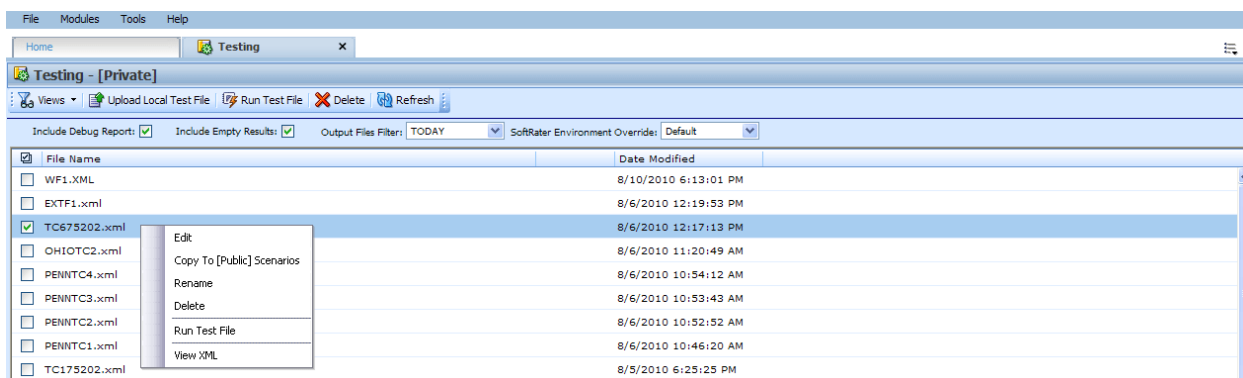 File Modules Tools Help
Home Testing x
Testing - [Private]
Views Upload Local Test File Run Test File Delete Refresh
Include Debug Report: Include Empty Results: Output Files Filter: TODAY SoftRater Environment Override: Default
File Name Date Modified
WF1.XML 8/10/2010 6:13:01 PM
EXTF1.xml 8/6/2010 12:19:53 PM
TC675202.xml 8/6/2010 12:17:13 PM
Edit
OHIOTC2.xml 8/6/2010 11:20:49 AM
Copy To [Public] Scenarios
PENNTC4.xml 8/6/2010 10:54:12 AM
Rename
PENNTC3.xml 8/6/2010 10:53:43 AM
Delete
PENNTC2.xml 8/6/2010 10:52:52 AM
Run Test File
PENNTC1.xml 8/6/2010 10:46:20 AM
View XML
TC175202.xml 8/5/2010 6:25:25 PM